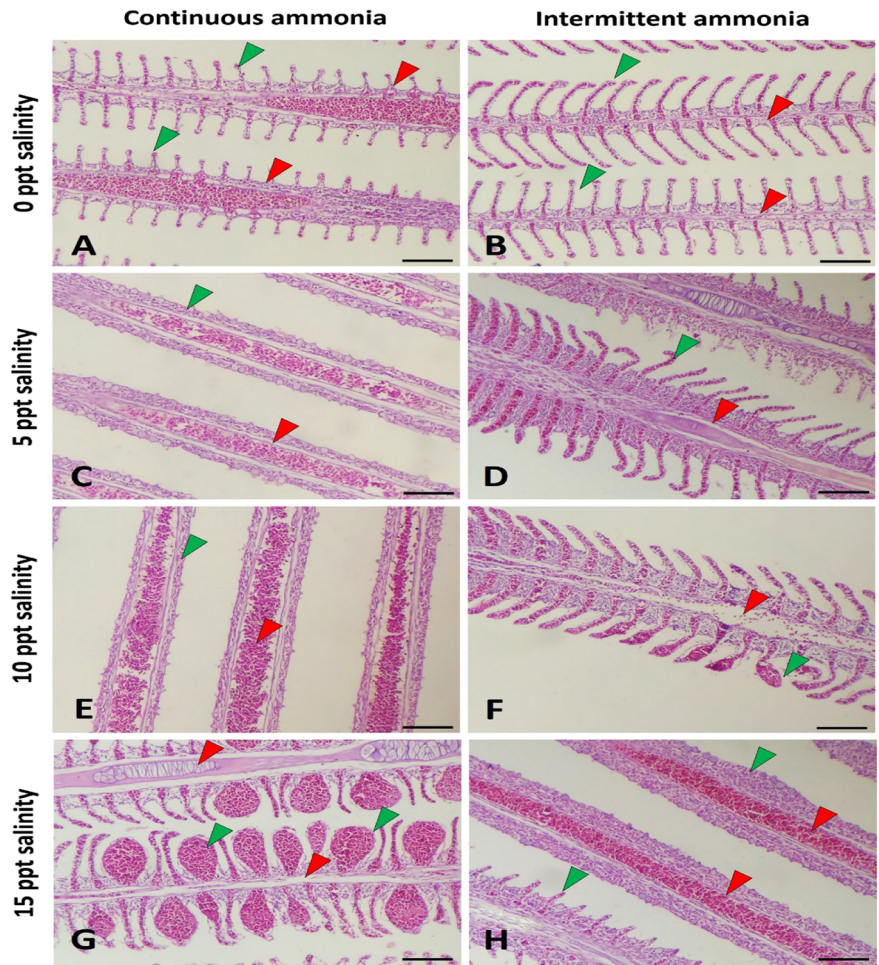 Continuous ammonia
Intermittent ammonia
0 ppt salinity
A
B
5 ppt salinity
C
D
10 ppt salinity
E
F
15 ppt salinity
G
H